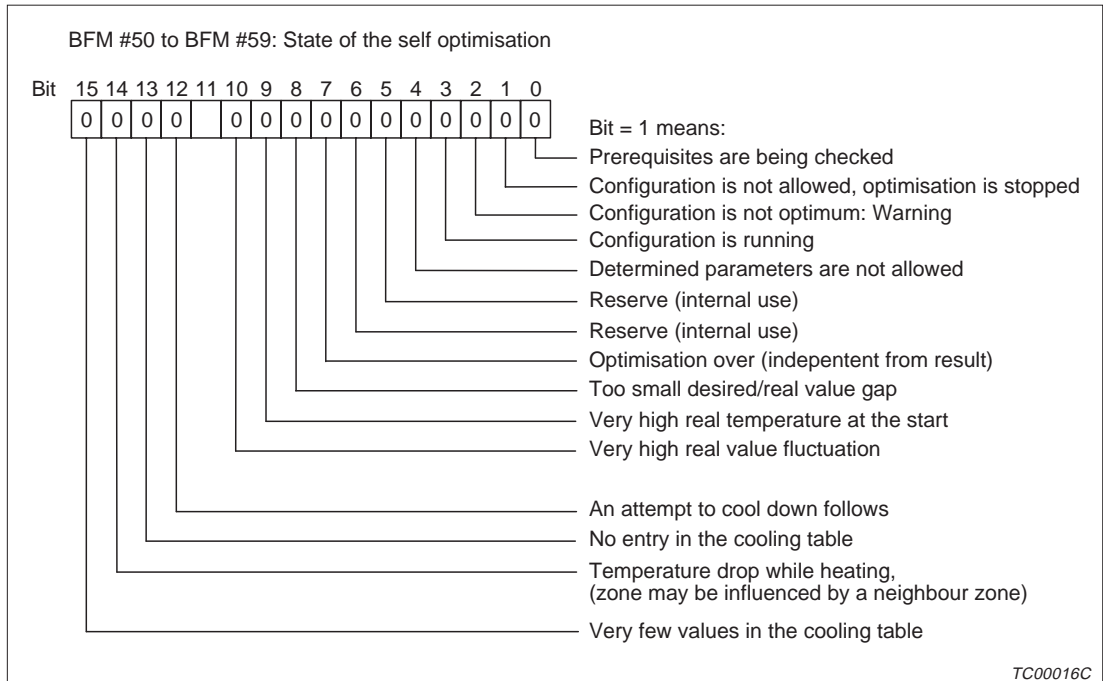 BFM #50 to BFM #59: State of the self optimisation
Bit 15 14 13 12 11 10 9 8 7 6 5 4 3 2 1 0
0 0 0 0 0 0 0 0 0 0 0 0 0 0 0
Bit = 1 means:
Prerequisites are being checked
Configuration is not allowed, optimisation is stopped
Configuration is not optimum: Warning
Configuration is running
Determined parameters are not allowed
Reserve (internal use)
Reserve (internal use)
Optimisation over (indepentent from result)
Too small desired/real value gap
Very high real temperature at the start
Very high real value fluctuation
An attempt to cool down follows
No entry in the cooling table
Temperature drop while heating,
(zone may be influenced by a neighbour zone)
Very few values in the cooling table
TC00016C